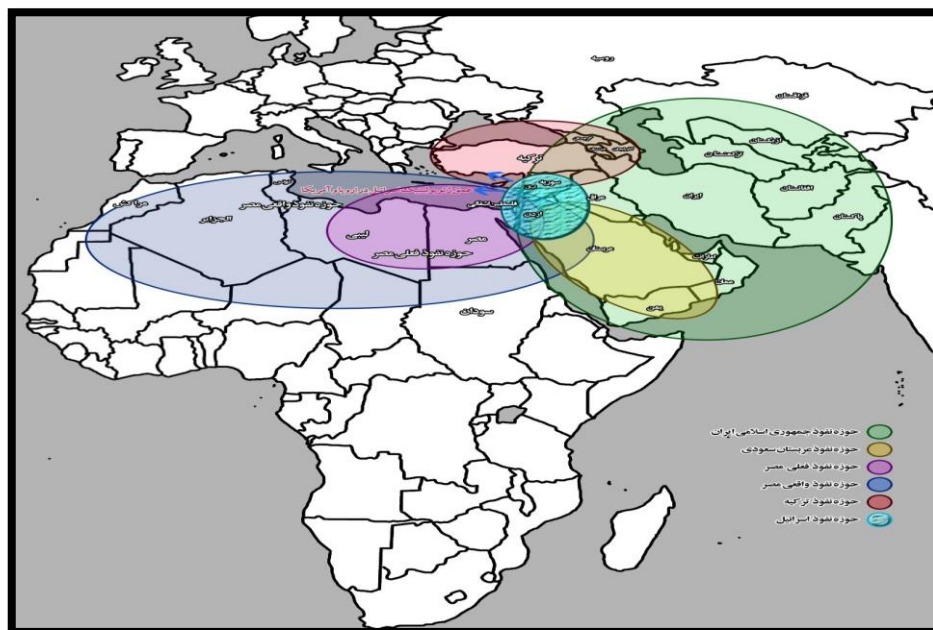 روسیه
قزاقستان
ازبکستان
ترکمنستان
ترکیه
سوریه
افغانستان
ایران
عراق
پاکستان
تونس
مراکش
الجزایر
حوزه نفوذ واقعی مصر
اردن
لیبی
مصر
حوزه نفوذ فعلی مصر
عربستان
امارات
عمان
یمن
سودان
حوزه نفوذ جمهوری اسلامی ایران
حوزه نفوذ عربستان سعودی
حوزه نفوذ فعلی مصر
حوزه نفوذ واقعی مصر
حوزه نفوذ ترکیه
حوزه نفوذ اسرائیل